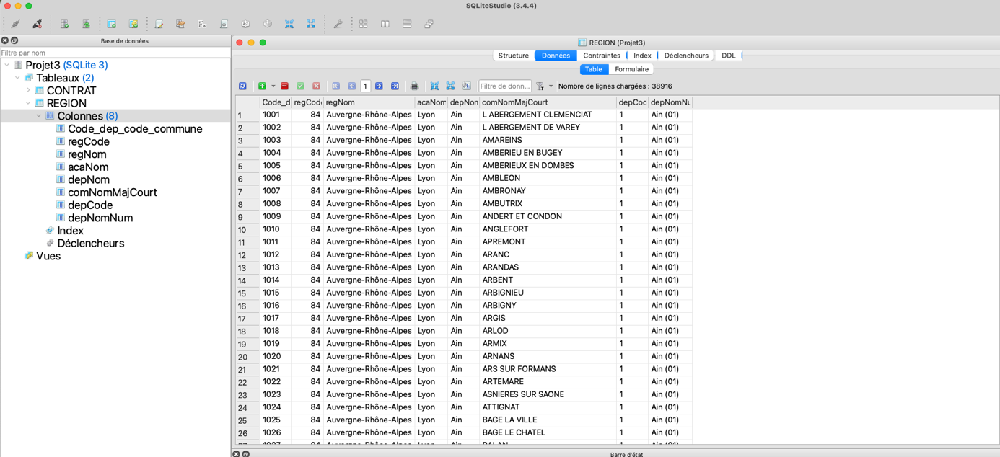 SQLiteStudio (3.4.4)
Base de données
Filtre par nom
Projet3 (SQLite 3)
Tableaux (2)
CONTRAT
REGION
Colonnes (8)
Code_dep_code_commune
regCode
regNom
acaNom
depNom
comNomMajCourt
depCode
depNomNum
Index
Déclencheurs
Vues
REGION (Projet3)
Structure Données Contraintes Index Déclencheurs DDL
Table Formulaire
1 Filtre de donn... Nombre de lignes chargées : 38916
Code_d regCod regNom acaNom depNom comNomMajCourt depCod depNomNu
1 1001 84 Auvergne-Rhône-Alpes Lyon Ain L ABERGEMENT CLEMENCIAT 1 Ain (01)
2 1002 84 Auvergne-Rhône-Alpes Lyon Ain L ABERGEMENT DE VAREY 1 Ain (01)
3 1003 84 Auvergne-Rhône-Alpes Lyon Ain AMAREINS 1 Ain (01)
4 1004 84 Auvergne-Rhône-Alpes Lyon Ain AMBERIEU EN BUGEY 1 Ain (01)
5 1005 84 Auvergne-Rhône-Alpes Lyon Ain AMBERIEUX EN DOMBES 1 Ain (01)
6 1006 84 Auvergne-Rhône-Alpes Lyon Ain AMBLEON 1 Ain (01)
7 1007 84 Auvergne-Rhône-Alpes Lyon Ain AMBRONAY 1 Ain (01)
8 1008 84 Auvergne-Rhône-Alpes Lyon Ain AMBUTRIX 1 Ain (01)
9 1009 84 Auvergne-Rhône-Alpes Lyon Ain ANDERT ET CONDON 1 Ain (01)
10 1010 84 Auvergne-Rhône-Alpes Lyon Ain ANGLEFORT 1 Ain (01)
11 1011 84 Auvergne-Rhône-Alpes Lyon Ain APREMONT 1 Ain (01)
12 1012 84 Auvergne-Rhône-Alpes Lyon Ain ARANC 1 Ain (01)
13 1013 84 Auvergne-Rhône-Alpes Lyon Ain ARANDAS 1 Ain (01)
14 1014 84 Auvergne-Rhône-Alpes Lyon Ain ARBENT 1 Ain (01)
15 1015 84 Auvergne-Rhône-Alpes Lyon Ain ARBIGNIEU 1 Ain (01)
16 1016 84 Auvergne-Rhône-Alpes Lyon Ain ARBIGNY 1 Ain (01)
17 1017 84 Auvergne-Rhône-Alpes Lyon Ain ARGIS 1 Ain (01)
18 1018 84 Auvergne-Rhône-Alpes Lyon Ain ARLOD 1 Ain (01)
19 1019 84 Auvergne-Rhône-Alpes Lyon Ain ARMIX 1 Ain (01)
20 1020 84 Auvergne-Rhône-Alpes Lyon Ain ARNANS 1 Ain (01)
21 1021 84 Auvergne-Rhône-Alpes Lyon Ain ARS SUR FORMANS 1 Ain (01)
22 1022 84 Auvergne-Rhône-Alpes Lyon Ain ARTEMARE 1 Ain (01)
23 1023 84 Auvergne-Rhône-Alpes Lyon Ain ASNIERES SUR SAONE 1 Ain (01)
24 1024 84 Auvergne-Rhône-Alpes Lyon Ain ATTIGNAT 1 Ain (01)
25 1025 84 Auvergne-Rhône-Alpes Lyon Ain BAGE LA VILLE 1 Ain (01)
26 1026 84 Auvergne-Rhône-Alpes Lyon Ain BAGE LE CHATEL 1 Ain (01)
Barre d'état